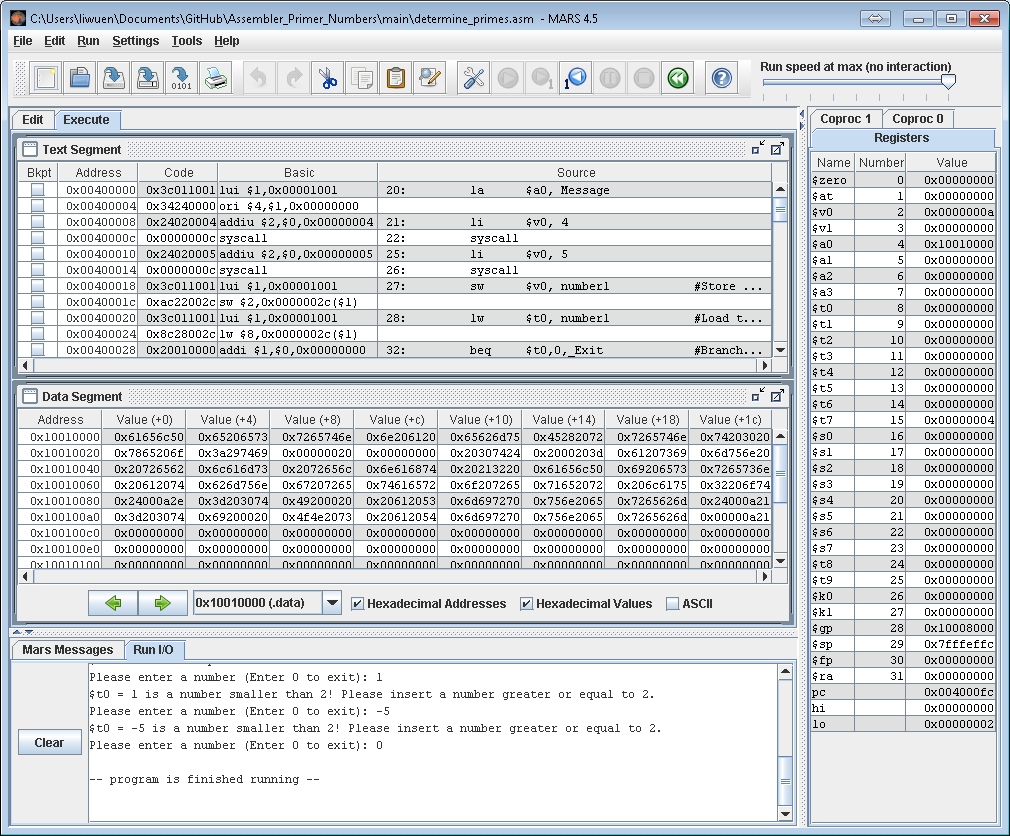 C:\Users\liwuen\Documents\GitHub\Assembler_Primer_Numbers\main\determine_primes.asm - MARS 4.5
File Edit Run Settings Tools Help
Run speed at max (no interaction)
Edit Execute
Text Segment
Bkpt Address Code Basic Source
0x00400000 0x3c011001 lui $1,0x00001001 20: la $a0, Message
0x00400004 0x34240000 ori $4,$1,0x00000000
0x00400008 0x24020004 addiu $2,$0,0x00000004 21: li $v0, 4
0x0040000c 0x0000000c syscall 22: syscall
0x00400010 0x24020005 addiu $2,$0,0x00000005 25: li $v0, 5
0x00400014 0x0000000c syscall 26: syscall
0x00400018 0x3c011001 lui $1,0x00001001 27: sw $v0, number1 #Store ...
0x0040001c 0xac22002c sw $2,0x0000002c($1)
0x00400020 0x3c011001 lui $1,0x00001001 28: lw $t0, number1 #Load t...
0x00400024 0x8c28002c lw $8,0x0000002c($1)
0x00400028 0x20010000 addi $1,$0,0x00000000 32: beq $t0,0,_Exit #Branch...
Data Segment
Address Value (+0) Value (+4) Value (+8) Value (+c) Value (+10) Value (+14) Value (+18) Value (+1c)
0x10010000 0x61656c50 0x65206573 0x7265746e 0x6e206120 0x65626d75 0x45282072 0x7265746e 0x74203020
0x10010020 0x7865206f 0x3a297469 0x00000020 0x00000000 0x20307424 0x2000203d 0x61207369 0x6d756e20
0x10010040 0x20726562 0x6c616d73 0x2072656c 0x6e616874 0x20213220 0x61656c50 0x69206573 0x7265736e
0x10010060 0x20612074 0x626d756e 0x67207265 0x74616572 0x6f207265 0x71652072 0x206c6175 0x32206f74
0x10010080 0x24000a2e 0x3d203074 0x49200020 0x20612053 0x6d697270 0x756e2065 0x7265626d 0x24000a21
0x100100a0 0x3d203074 0x69200020 0x4f4e2073 0x20612054 0x6d697270 0x756e2065 0x7265626d 0x00000a21
0x100100c0 0x00000000 0x00000000 0x00000000 0x00000000 0x00000000 0x00000000 0x00000000 0x00000000
0x100100e0 0x00000000 0x00000000 0x00000000 0x00000000 0x00000000 0x00000000 0x00000000 0x00000000
0x10010100 0x00000000 0x00000000 0x00000000 0x00000000 0x00000000 0x00000000 0x00000000 0x00000000
0x10010000 (.data) Hexadecimal Addresses Hexadecimal Values ASCII
Mars Messages Run I/O
Clear
Please enter a number (Enter 0 to exit): 1
$t0 = 1 is a number smaller than 2! Please insert a number greater or equal to 2.
Please enter a number (Enter 0 to exit): -5
$t0 = -5 is a number smaller than 2! Please insert a number greater or equal to 2.
Please enter a number (Enter 0 to exit): 0
-- program is finished running --
Coproc 1 Coproc 0
Registers
Name Number Value
$zero 0 0x00000000
$at 1 0x00000000
$v0 2 0x0000000a
$v1 3 0x00000000
$a0 4 0x10010000
$a1 5 0x00000000
$a2 6 0x00000000
$a3 7 0x00000000
$t0 8 0x00000000
$t1 9 0x00000000
$t2 10 0x00000000
$t3 11 0x00000000
$t4 12 0x00000000
$t5 13 0x00000000
$t6 14 0x00000000
$t7 15 0x00000004
$s0 16 0x00000000
$s1 17 0x00000000
$s2 18 0x00000000
$s3 19 0x00000000
$s4 20 0x00000000
$s5 21 0x00000000
$s6 22 0x00000000
$s7 23 0x00000000
$t8 24 0x00000000
$t9 25 0x00000000
$k0 26 0x00000000
$k1 27 0x00000000
$gp 28 0x10008000
$sp 29 0x7fffeffc
$fp 30 0x00000000
$ra 31 0x00000000
pc 0x004000fc
hi 0x00000000
lo 0x00000002